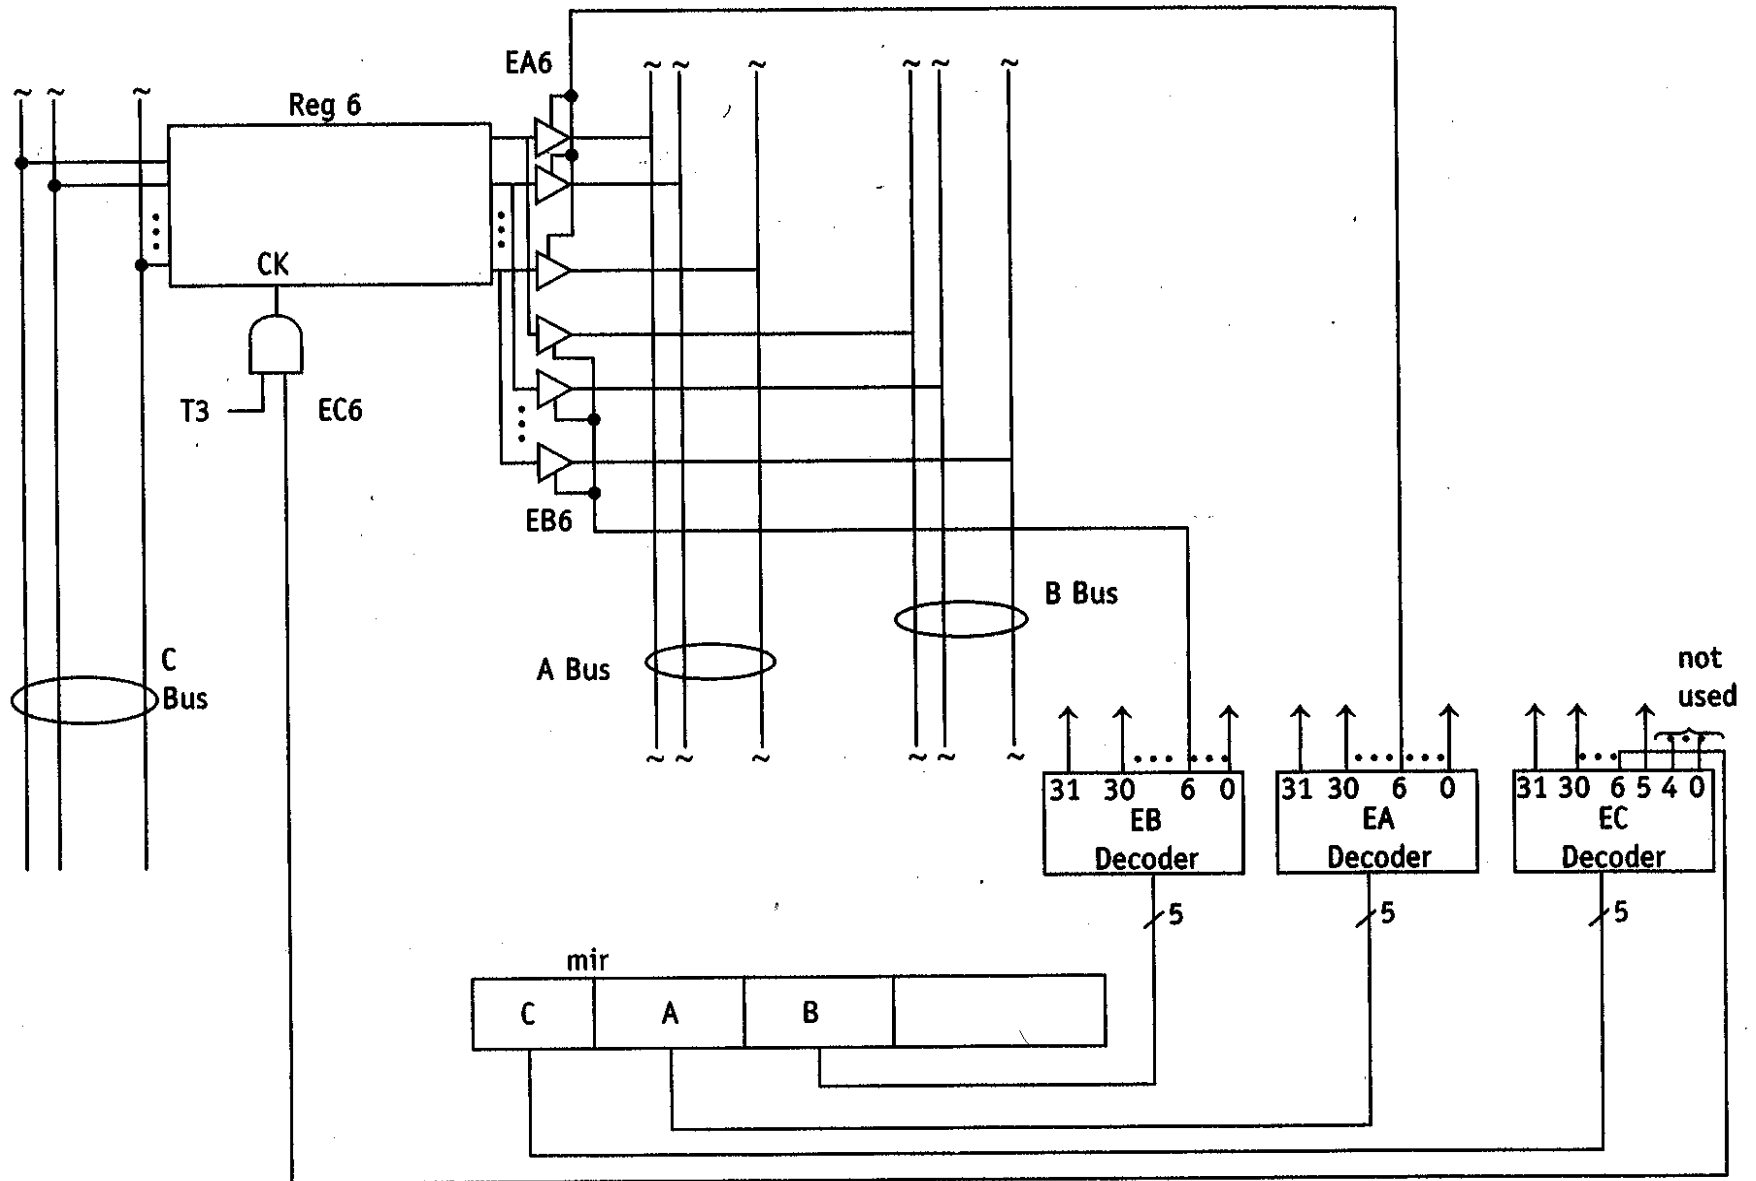 EA6
~ ~ ~ ~ ~ ~
~ ~ ~
Reg 6
CK
T3
EC6
EB6
B Bus
C
Bus
A Bus
not
used
~ ~ ~ ~ ~ ~
31 30 6 0
EB
Decoder
31 30 6 0
EA
Decoder
31 30 6 5 4 0
EC
Decoder
5
5
5
mir
C A B